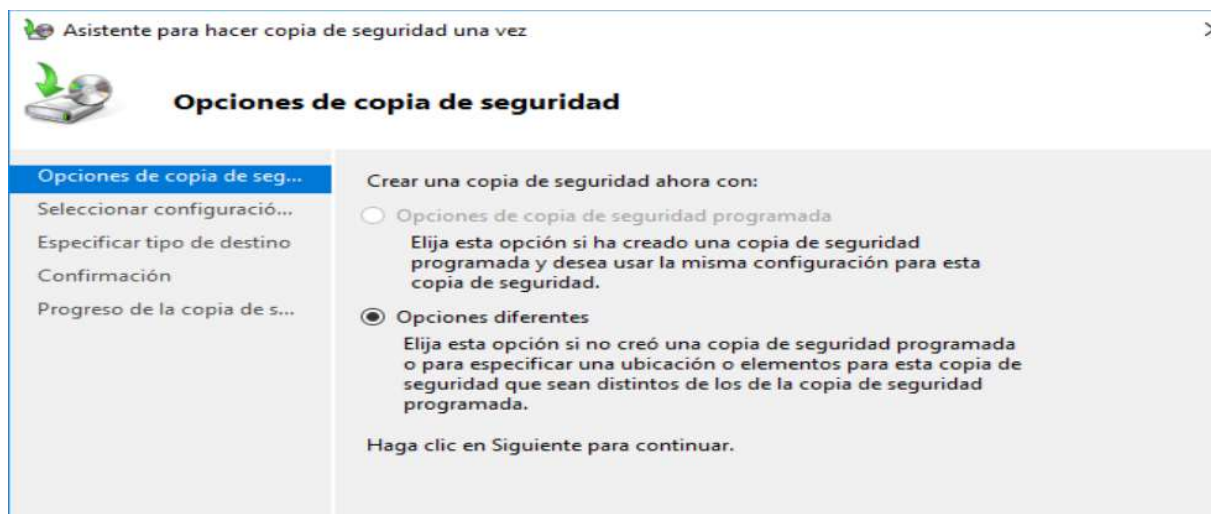 Asistente para hacer copia de seguridad una vez
Opciones de copia de seguridad
Opciones de copia de seg...
Seleccionar configuració...
Especificar tipo de destino
Confirmación
Progreso de la copia de s...
Crear una copia de seguridad ahora con:
Opciones de copia de seguridad programada
Elija esta opción si ha creado una copia de seguridad
programada y desea usar la misma configuración para esta
copia de seguridad.
Opciones diferentes
Elija esta opción si no creó una copia de seguridad programada
o para especificar una ubicación o elementos para esta copia de
seguridad que sean distintos de los de la copia de seguridad
programada.
Haga clic en Siguiente para continuar.